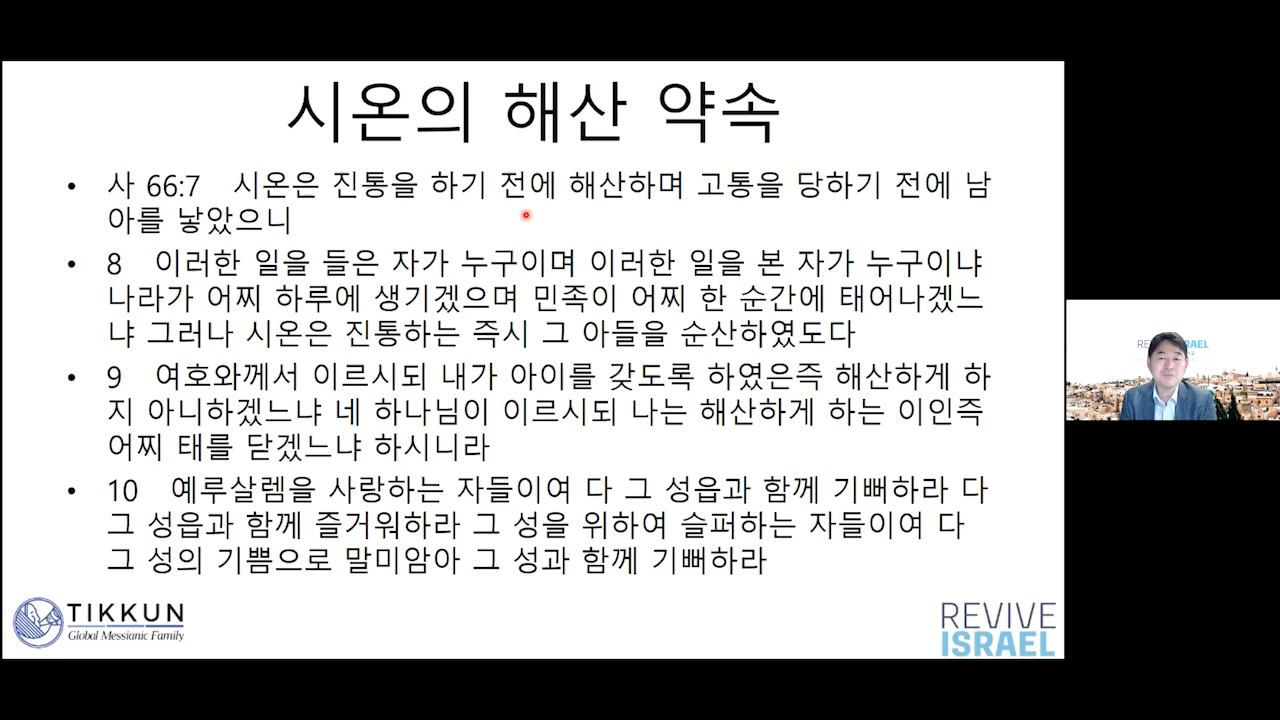 시온의 해산 약속
• 사 66:7 시온은 진통을 하기 전에 해산하며 고통을 당하기 전에 남
아를 낳았으니
• 8 이러한 일을 들은 자가 누구이며 이러한 일을 본 자가 누구이냐
나라가 어찌 하루에 생기겠으며 민족이 어찌 한 순간에 태어나겠느
냐 그러나 시온은 진통하는 즉시 그 아들을 순산하였도다
• 9 여호와께서 이르시되 내가 아이를 갖도록 하였은즉 해산하게 하
지 아니하겠느냐 네 하나님이 이르시되 나는 해산하게 하는 이인즉
어찌 태를 닫겠느냐 하시니라
• 10 예루살렘을 사랑하는 자들이여 다 그 성읍과 함께 기뻐하라 다
그 성읍과 함께 즐거워하라 그 성을 위하여 슬퍼하는 자들이여 다
그 성의 기쁨으로 말미암아 그 성과 함께 기뻐하라
TIKKUN
Global Messianic Family
REVIVE
ISRAEL